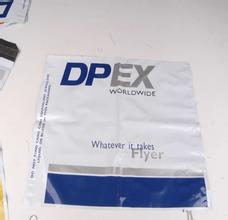 DPEX
WORLDWIDE
Whatever it takes
Flyer